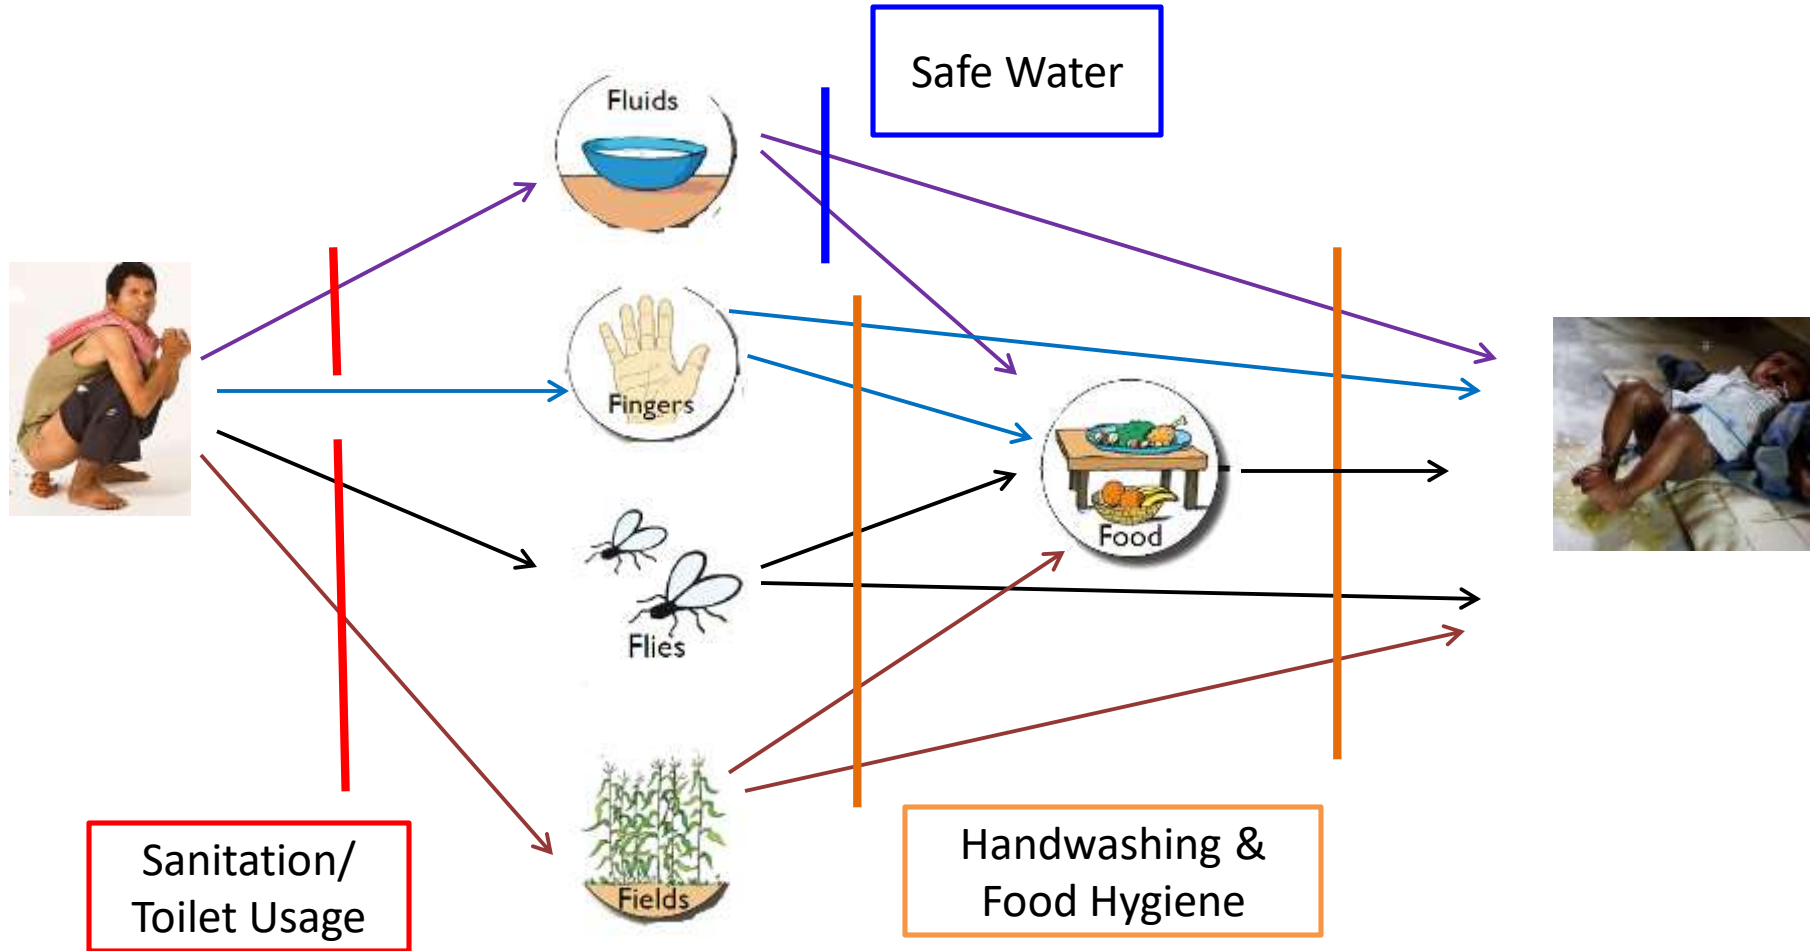 Safe Water
Fluids
Fingers
Food
Flies
Fields
Sanitation/
Toilet Usage
Handwashing &
Food Hygiene